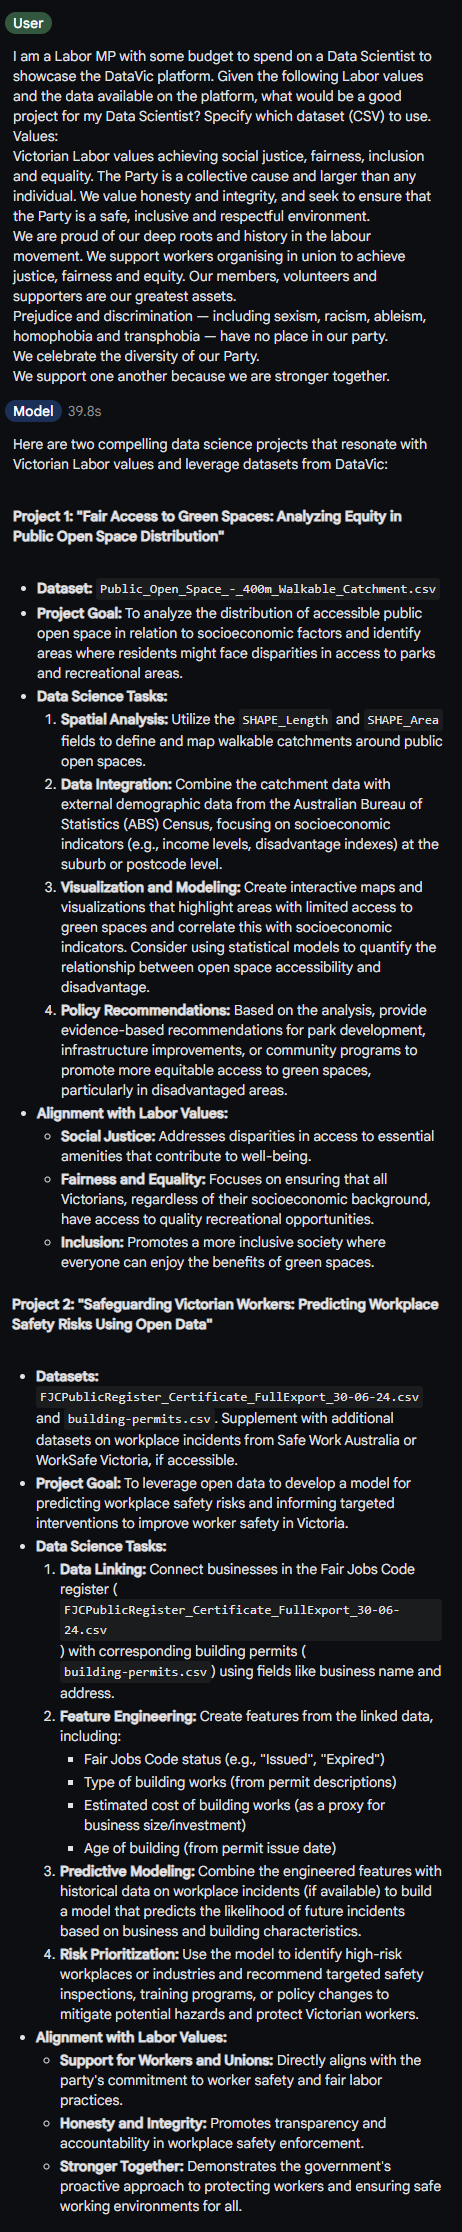 User
I am a Labor MP with some budget to spend on a Data Scientist to
showcase the DataVic platform. Given the following Labor values
and the data available on the platform, what would be a good
project for my Data Scientist? Specify which dataset (CSV) to use.
Values:
Victorian Labor values achieving social justice, fairness, inclusion
and equality. The Party is a collective cause and larger than any
individual. We value honesty and integrity, and seek to ensure that
the Party is a safe, inclusive and respectful environment.
We are proud of our deep roots and history in the labour
movement. We support workers organising in union to achieve
justice, fairness and equity. Our members, volunteers and
supporters are our greatest assets.
Prejudice and discrimination — including sexism, racism, ableism,
homophobia and transphobia — have no place in our party.
We celebrate the diversity of our Party.
We support one another because we are stronger together.
Model 39.8s
Here are two compelling data science projects that resonate with
Victorian Labor values and leverage datasets from DataVic:
Project 1: "Fair Access to Green Spaces: Analyzing Equity in
Public Open Space Distribution"
• Dataset: Public_Open_Space_-_400m_Walkable_Catchment.csv
• Project Goal: To analyze the distribution of accessible public
open space in relation to socioeconomic factors and identify
areas where residents might face disparities in access to parks
and recreational areas.
• Data Science Tasks:
1. Spatial Analysis: Utilize the SHAPE_Length and SHAPE_Area
fields to define and map walkable catchments around public
open spaces.
2. Data Integration: Combine the catchment data with
external demographic data from the Australian Bureau of
Statistics (ABS) Census, focusing on socioeconomic
indicators (e.g., income levels, disadvantage indexes) at the
suburb or postcode level.
3. Visualization and Modeling: Create interactive maps and
visualizations that highlight areas with limited access to
green spaces and correlate this with socioeconomic
indicators. Consider using statistical models to quantify the
relationship between open space accessibility and
disadvantage.
4. Policy Recommendations: Based on the analysis, provide
evidence-based recommendations for park development,
infrastructure improvements, or community programs to
promote more equitable access to green spaces,
particularly in disadvantaged areas.
• Alignment with Labor Values:
◦ Social Justice: Addresses disparities in access to essential
amenities that contribute to well-being.
◦ Fairness and Equality: Focuses on ensuring that all
Victorians, regardless of their socioeconomic background,
have access to quality recreational opportunities.
◦ Inclusion: Promotes a more inclusive society where
everyone can enjoy the benefits of green spaces.
Project 2: "Safeguarding Victorian Workers: Predicting Workplace
Safety Risks Using Open Data"
• Datasets:
FJCPublicRegister_Certificate_FullExport_30-06-24.csv
and building-permits.csv. Supplement with additional
datasets on workplace incidents from Safe Work Australia or
WorkSafe Victoria, if accessible.
• Project Goal: To leverage open data to develop a model for
predicting workplace safety risks and informing targeted
interventions to improve worker safety in Victoria.
• Data Science Tasks:
1. Data Linking: Connect businesses in the Fair Jobs Code
register (
FJCPublicRegister_Certificate_FullExport_30-06-
24.csv
) with corresponding building permits (
building-permits.csv) using fields like business name and
address.
2. Feature Engineering: Create features from the linked data,
including:
▪ Fair Jobs Code status (e.g., "Issued", "Expired")
▪ Type of building works (from permit descriptions)
▪ Estimated cost of building works (as a proxy for
business size/investment)
▪ Age of building (from permit issue date)
3. Predictive Modeling: Combine the engineered features with
historical data on workplace incidents (if available) to build
a model that predicts the likelihood of future incidents
based on business and building characteristics.
4. Risk Prioritization: Use the model to identify high-risk
workplaces or industries and recommend targeted safety
inspections, training programs, or policy changes to
mitigate potential hazards and protect Victorian workers.
• Alignment with Labor Values:
◦ Support for Workers and Unions: Directly aligns with the
party's commitment to worker safety and fair labor
practices.
◦ Honesty and Integrity: Promotes transparency and
accountability in workplace safety enforcement.
◦ Stronger Together: Demonstrates the government's
proactive approach to protecting workers and ensuring safe
working environments for all.